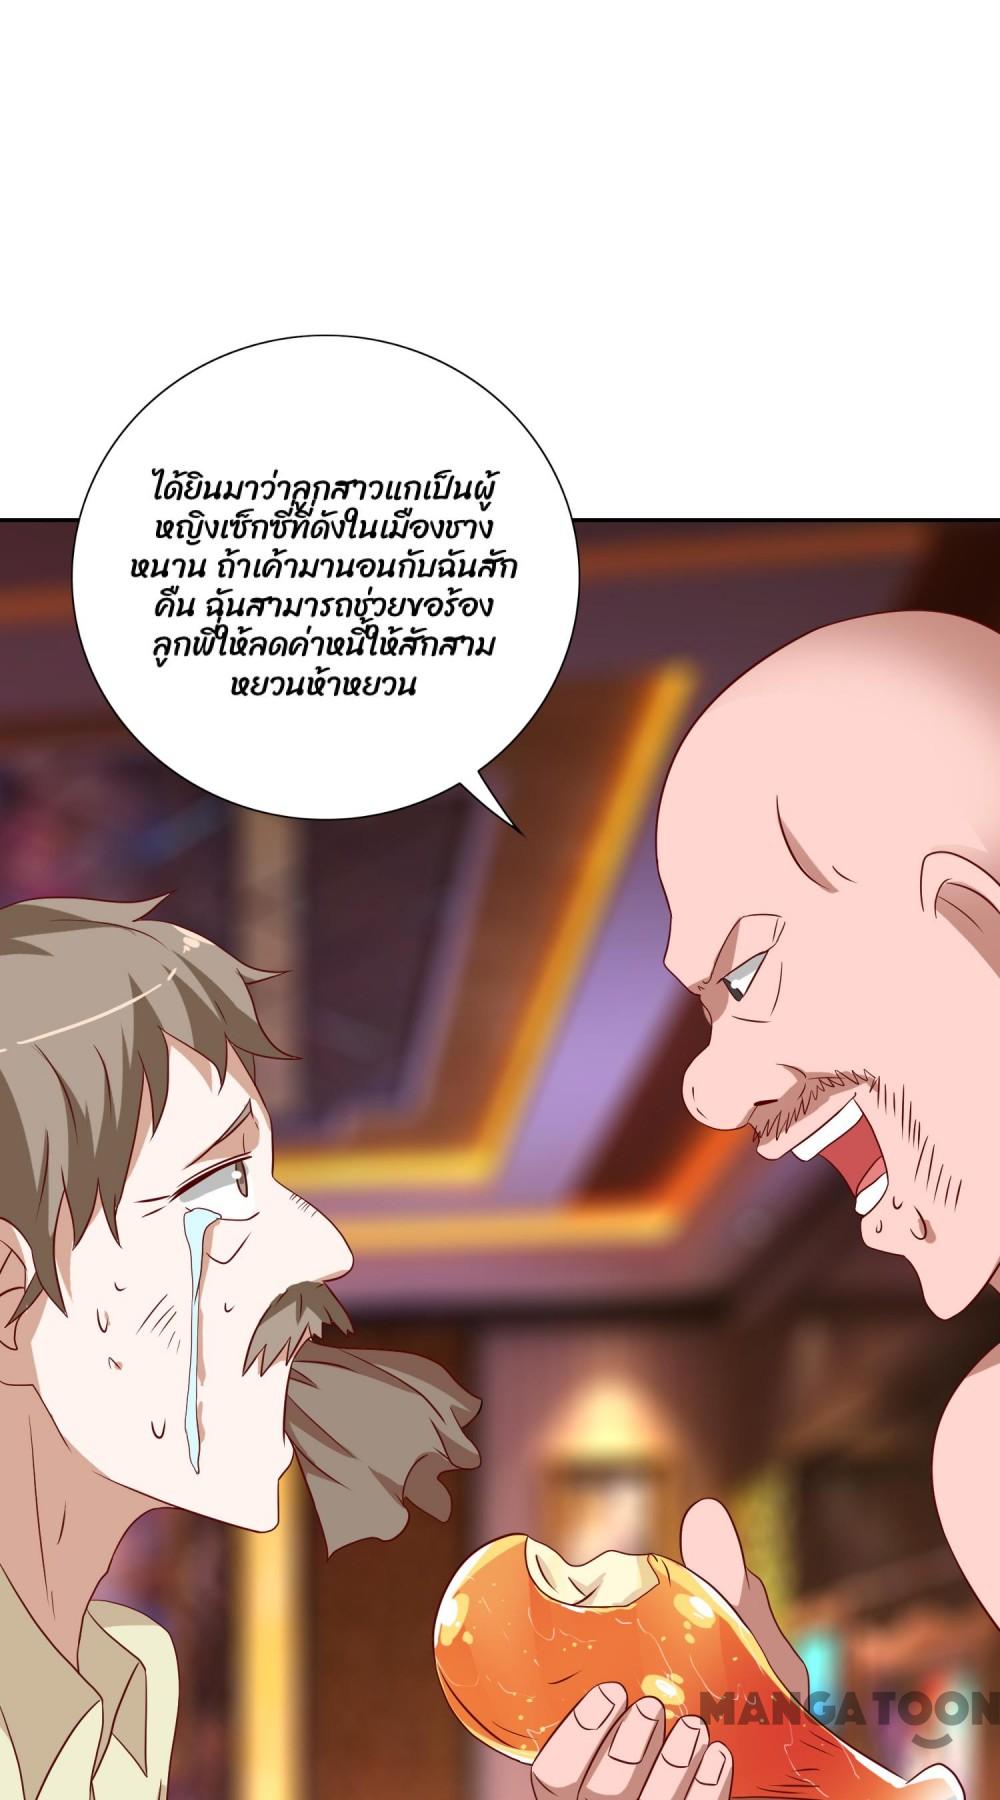 ได้ยินมาว่าลูกสาวแกเป็นผู้
หญิงเซ็กซี่ที่ดังในเมืองชาง
หนาน ถ้าเค้ามานอนกับฉันสัก
คืน ฉันสามารถช่วยขอร้อง
ลูกพี่ให้ลดค่าหนี้ให้สักสาม
หยวนห้าหยวน
MANGATOON